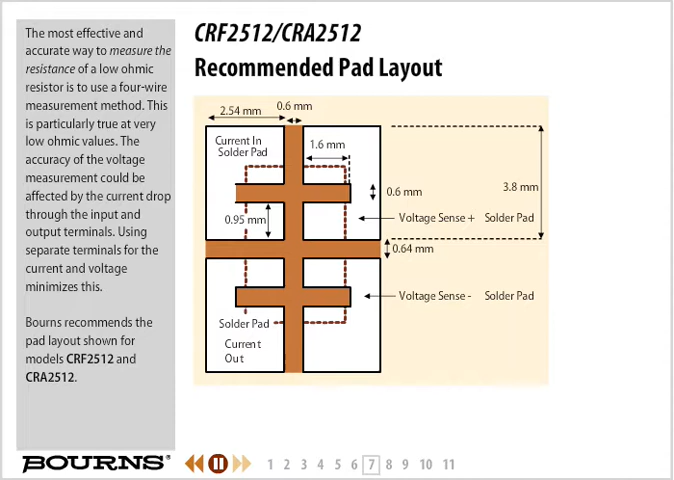 The most effective and
accurate way to measure the
resistance of a low ohmic
resistor is to use a four-wire
measurement method. This
is particularly true at very
low ohmic values. The
accuracy of the voltage
measurement could be
affected by the current drop
through the input and
output terminals. Using
separate terminals for the
current and voltage
minimizes this.
Bourns recommends the
pad layout shown for
models CRF2512 and
CRA2512.
CRF2512/CRA2512
Recommended Pad Layout
2.54 mm
0.6 mm
Current In
Solder Pad
1.6 mm
0.6 mm
3.8 mm
0.95 mm
Voltage Sense + Solder Pad
0.64 mm
Voltage Sense - Solder Pad
Solder Pad
Current
Out
BOURNS®
1 2 3 4 5 6 7 8 9 10 11